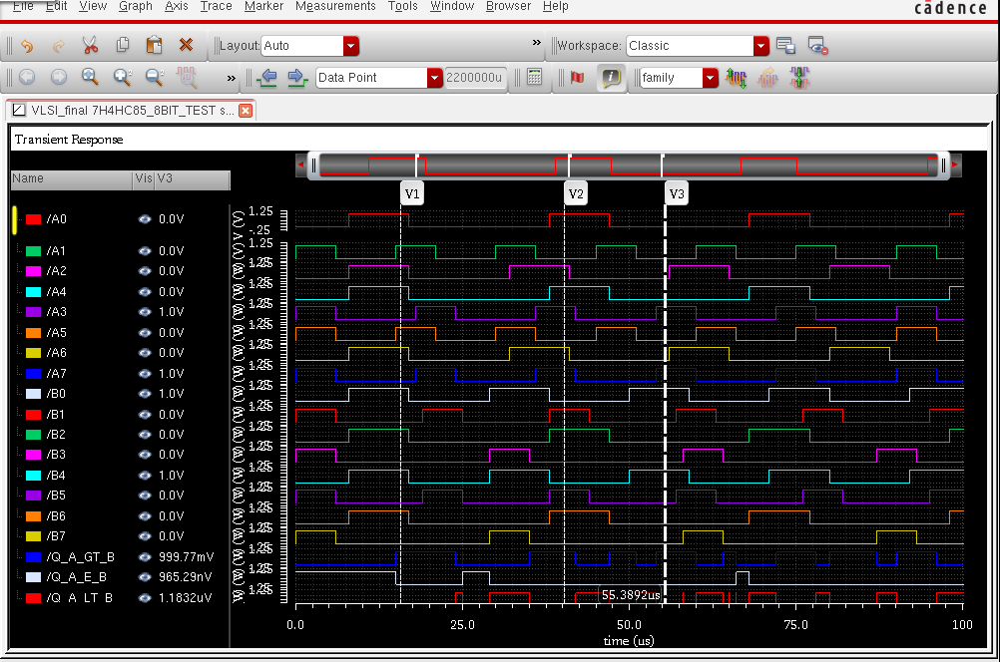 File Edit View Graph Axis Trace Marker Measurements Tools Window Browser Help cādence
Layout: Auto » Workspace: Classic
» Data Point 2200000u family
VLSI_final 7H4HC85_8BIT_TEST s...
Transient Response
Name Vis V3
V1 V2 V3
/A0 0.0V
1.25
-.25
/A1 0.0V
1.25
/A2 0.0V
1.25
/A4 0.0V
1.25
/A3 1.0V
1.25
/A5 0.0V
1.25
/A6 0.0V
1.25
/A7 1.0V
1.25
/B0 1.0V
1.25
/B1 0.0V
1.25
/B2 0.0V
1.25
/B3 0.0V
1.25
/B4 1.0V
1.25
/B5 0.0V
1.25
/B6 0.0V
1.25
/B7 0.0V
1.25
/Q_A_GT_B 999.77mV
1.25
/Q_A_E_B 965.29nV
1.25
/Q_A_LT_B 1.1832uV
55.3892us
0.0 25.0 50.0 75.0 100
time (us)